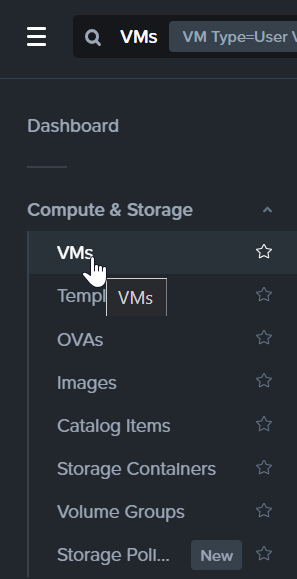 VMs VM Type=User V
Dashboard
Compute & Storage
VMs
Templ
VMs
OVAs
Images
Catalog Items
Storage Containers
Volume Groups
Storage Poli... New